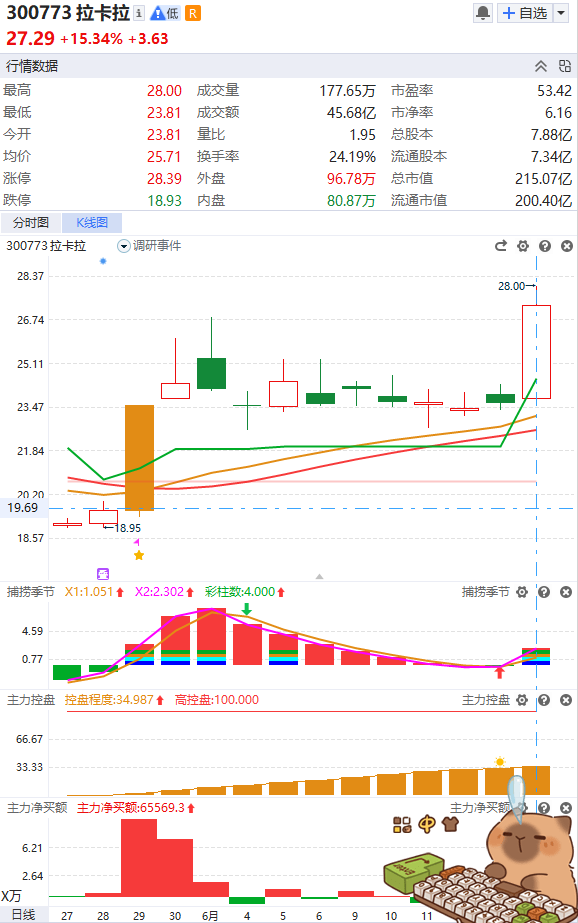 300773 拉卡拉 i 低 R 自选
27.29 +15.34% +3.63
行情数据
最高 28.00 成交量 177.65万 市盈率 53.42
最低 23.81 成交额 45.68亿 市净率 6.16
今开 23.81 量比 1.95 总股本 7.88亿
均价 25.71 换手率 24.19% 流通股本 7.34亿
涨停 28.39 外盘 96.78万 总市值 215.07亿
跌停 18.93 内盘 80.87万 流通市值 200.40亿
分时图 K线图
300773 拉卡拉 调研事件
28.37
28.00→
26.74
25.11
23.47
21.84
20.20
19.69
←18.95
18.57
捕捞季节 X1:1.051 X2:2.302 彩柱数:4.000 捕捞季节
4.59
0.77
主力控盘 控盘程度:34.987 高控盘:100.000 主力控盘
66.67
33.33
主力净买额 主力净买额:65569.3 主力净买额
6.21
2.64
X万
日线 27 28 29 30 6月 4 5 6 9 10 11